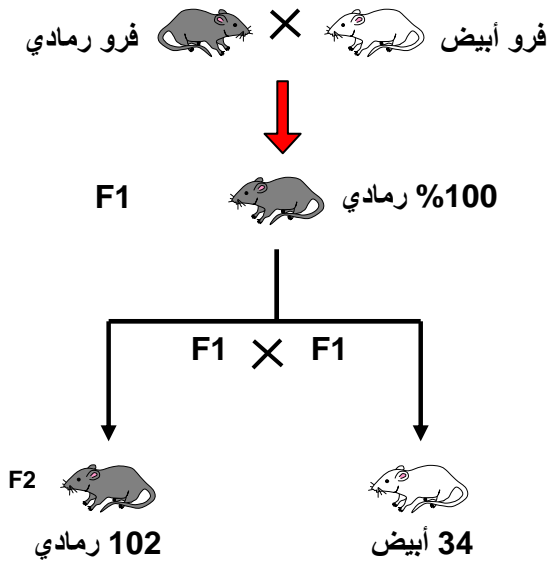 فرو رمادي × فرو أبيض
F1 100% رمادي
F1 × F1
F2
102 رمادي
34 أبيض